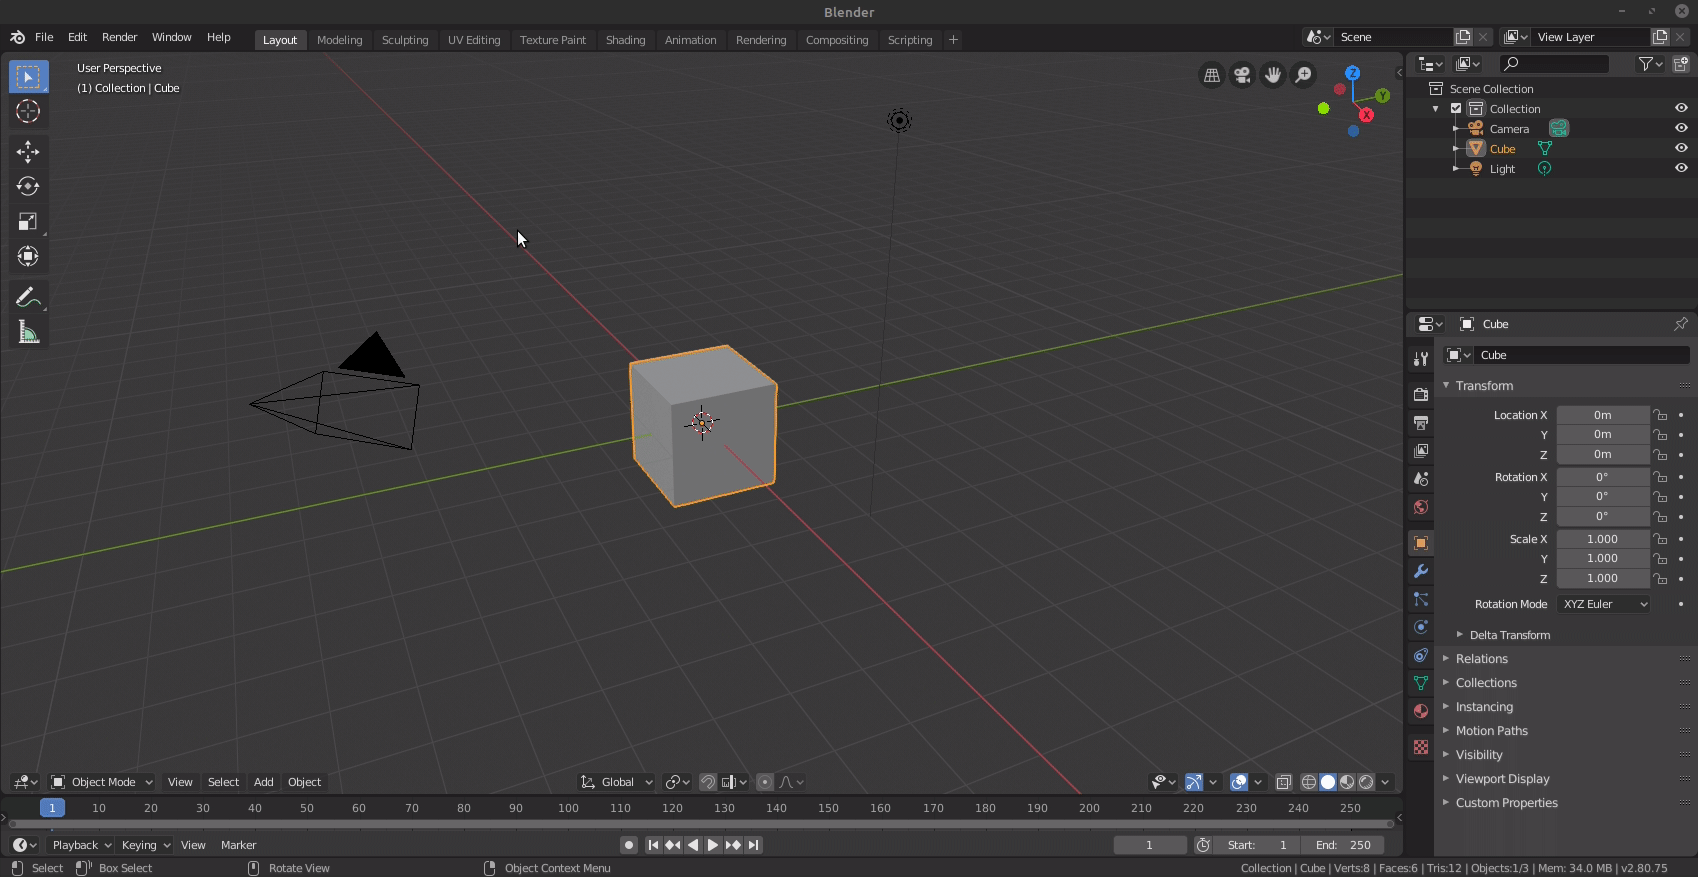 Blender
File Edit Render Window Help Layout Modeling Sculpting UV Editing Texture Paint Shading Animation Rendering Compositing Scripting + Scene View Layer
User Perspective
(1) Collection | Cube
Z
Y
X
Scene Collection
Collection
Camera
Cube
Light
Cube
Cube
Transform
Location X 0m
Y 0m
Z 0m
Rotation X 0°
Y 0°
Z 0°
Scale X 1.000
Y 1.000
Z 1.000
Rotation Mode XYZ Euler
Delta Transform
Relations
Collections
Instancing
Motion Paths
Visibility
Viewport Display
Custom Properties
Object Mode View Select Add Object Global
1 10 20 30 40 50 60 70 80 90 100 110 120 130 140 150 160 170 180 190 200 210 220 230 240 250
Playback Keying View Marker 1 Start: 1 End: 250
Select Box Select Rotate View Object Context Menu Collection | Cube | Verts:8 | Faces:6 | Tris:12 | Objects:1/3 | Mem: 34.0 MB | v2.80.75